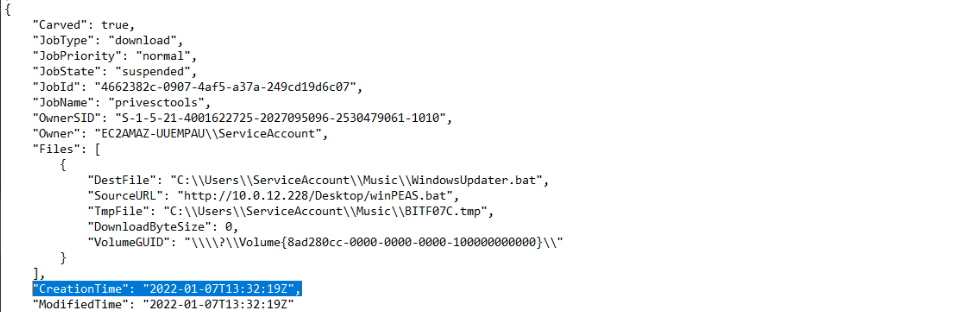 {
"Carved": true,
"JobType": "download",
"JobPriority": "normal",
"JobState": "suspended",
"JobId": "4662382c-0907-4af5-a37a-249cd19d6c07",
"JobName": "privesctools",
"OwnerSID": "S-1-5-21-4001622725-2027095096-2530479061-1010",
"Owner": "EC2AMAZ-UUEMPAU\\ServiceAccount",
"Files": [
{
"DestFile": "C:\\Users\\ServiceAccount\\Music\\WindowsUpdater.bat",
"SourceURL": "http://10.0.12.228/Desktop/winPEAS.bat",
"TmpFile": "C:\\Users\\ServiceAccount\\Music\\BITF07C.tmp",
"DownloadByteSize": 0,
"VolumeGUID": "\\\\?\\Volume{8ad280cc-0000-0000-0000-100000000000}\\"
}
],
"CreationTime": "2022-01-07T13:32:19Z",
"ModifiedTime": "2022-01-07T13:32:19Z"